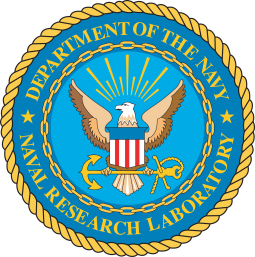 DEPARTMENT OF THE NAVY
NAVAL RESEARCH LABORATORY